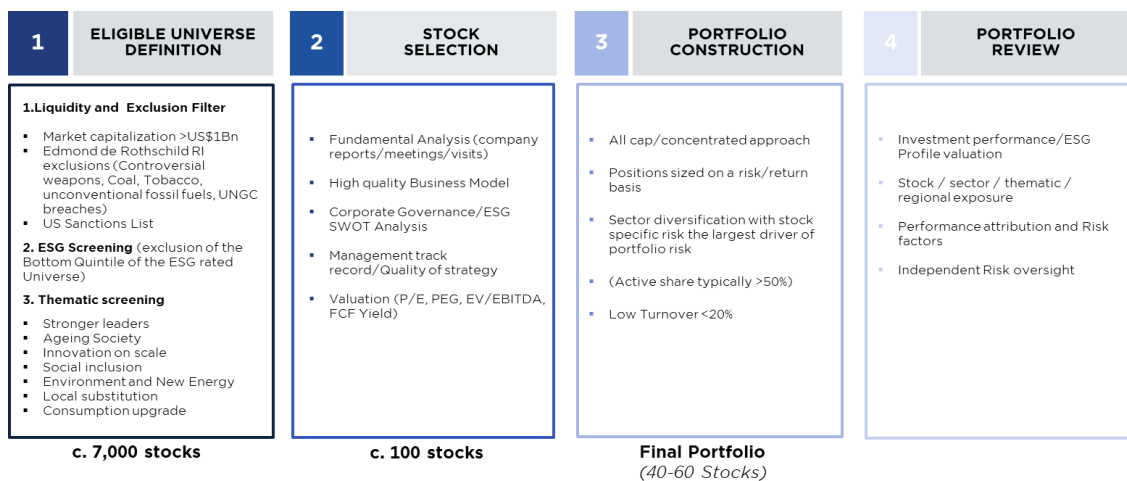 1
ELIGIBLE UNIVERSE
DEFINITION
1.Liquidity and Exclusion Filter
▪ Market capitalization >US$1Bn
▪ Edmond de Rothschild RI
exclusions (Controversial
weapons, Coal, Tobacco,
unconventional fossil fuels, UNGC
breaches)
▪ US Sanctions List
2. ESG Screening (exclusion of the
Bottom Quintile of the ESG rated
Universe)
3. Thematic screening
▪ Stronger leaders
▪ Ageing Society
▪ Innovation on scale
▪ Social inclusion
▪ Environment and New Energy
▪ Local substitution
▪ Consumption upgrade
c. 7,000 stocks
2
STOCK
SELECTION
▪ Fundamental Analysis (company
reports/meetings/visits)
▪ High quality Business Model
▪ Corporate Governance/ESG
SWOT Analysis
▪ Management track
record/Quality of strategy
▪ Valuation (P/E, PEG, EV/EBITDA,
FCF Yield)
c. 100 stocks
3
PORTFOLIO
CONSTRUCTION
▪ All cap/concentrated approach
▪ Positions sized on a risk/return
basis
▪ Sector diversification with stock
specific risk the largest driver of
portfolio risk
▪ (Active share typically >50%)
▪ Low Turnover <20%
Final Portfolio
(40-60 Stocks)
4
PORTFOLIO
REVIEW
▪ Investment performance/ESG
Profile valuation
▪ Stock / sector / thematic /
regional exposure
▪ Performance attribution and Risk
factors
▪ Independent Risk oversight